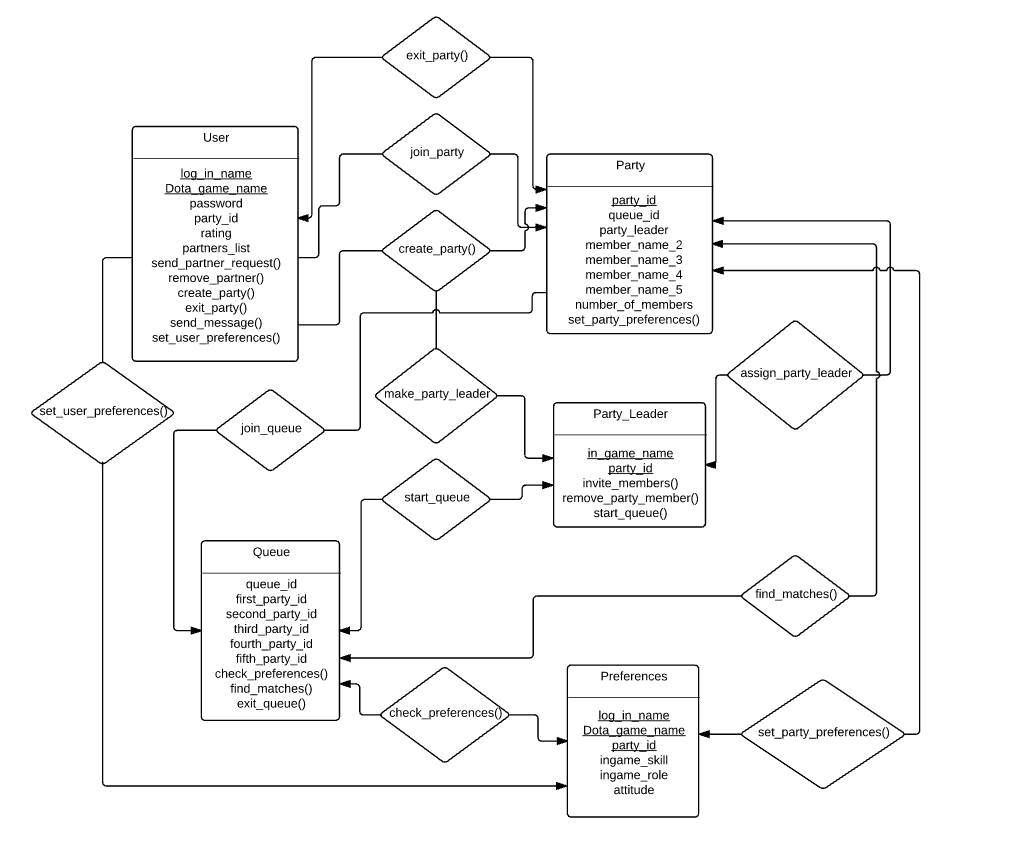 exit_party()
User
log_in_name
Dota_game_name
password
party_id
rating
partners_list
send_partner_request()
remove_partner()
create_party()
exit_party()
send_message()
set_user_preferences()
join_party
create_party()
Party
party_id
queue_id
party_leader
member_name_2
member_name_3
member_name_4
member_name_5
number_of_members
set_party_preferences()
set_user_preferences()
join_queue
make_party_leader
assign_party_leader
Party_Leader
in_game_name
party_id
invite_members()
remove_party_member()
start_queue()
start_queue
Queue
queue_id
first_party_id
second_party_id
third_party_id
fourth_party_id
fifth_party_id
check_preferences()
find_matches()
exit_queue()
find_matches()
check_preferences()
Preferences
log_in_name
Dota_game_name
party_id
ingame_skill
ingame_role
attitude
set_party_preferences()